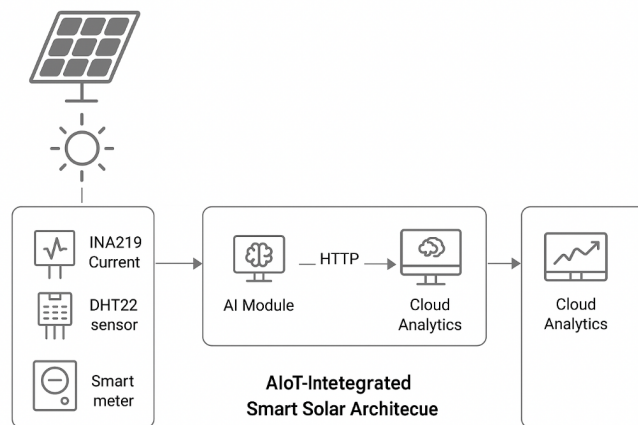 INA219
Current
DHT22
sensor
Smart
meter
AI Module
HTTP
Cloud
Analytics
Cloud
Analytics
AIoT-Intetegrated
Smart Solar Architecue